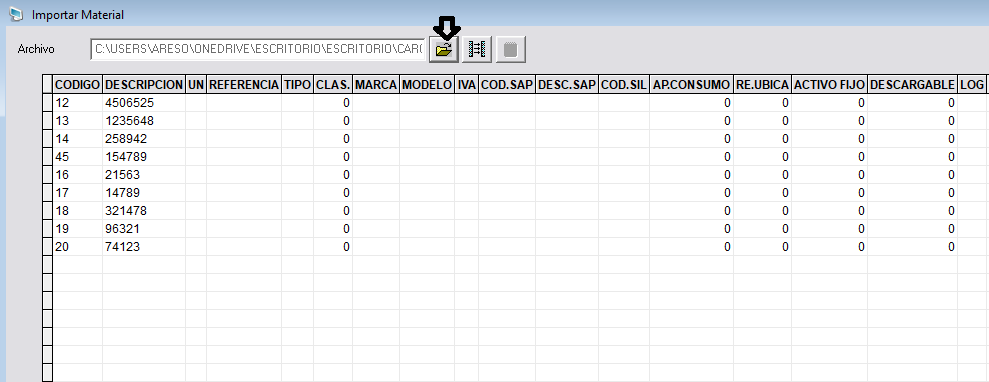 Importar Material
Archivo C:\USERS\ARESO\ONEDRIVE\ESCRITORIO\ESCRITORIO\CAR
CODIGO DESCRIPCION UN REFERENCIA TIPO CLAS. MARCA MODELO IVA COD.SAP DESC.SAP COD.SIL AP.CONSUMO RE.UBICA ACTIVO FIJO DESCARGABLE LOG
12 4506525 0 0 0 0 0
13 1235648 0 0 0 0 0
14 258942 0 0 0 0 0
45 154789 0 0 0 0 0
16 21563 0 0 0 0 0
17 14789 0 0 0 0 0
18 321478 0 0 0 0 0
19 96321 0 0 0 0 0
20 74123 0 0 0 0 0